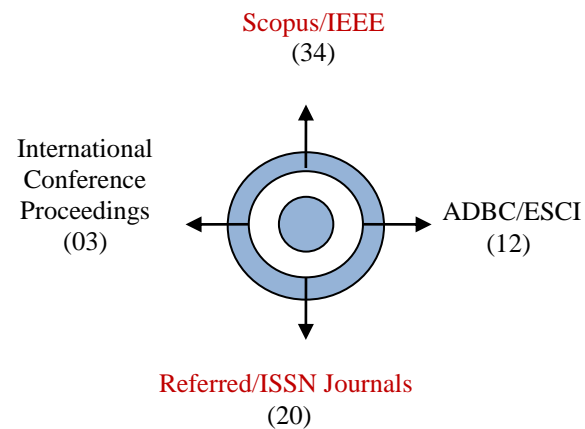 Scopus/IEEE
(34)
International
Conference
Proceedings
(03)
ADBC/ESCI
(12)
Referred/ISSN Journals
(20)